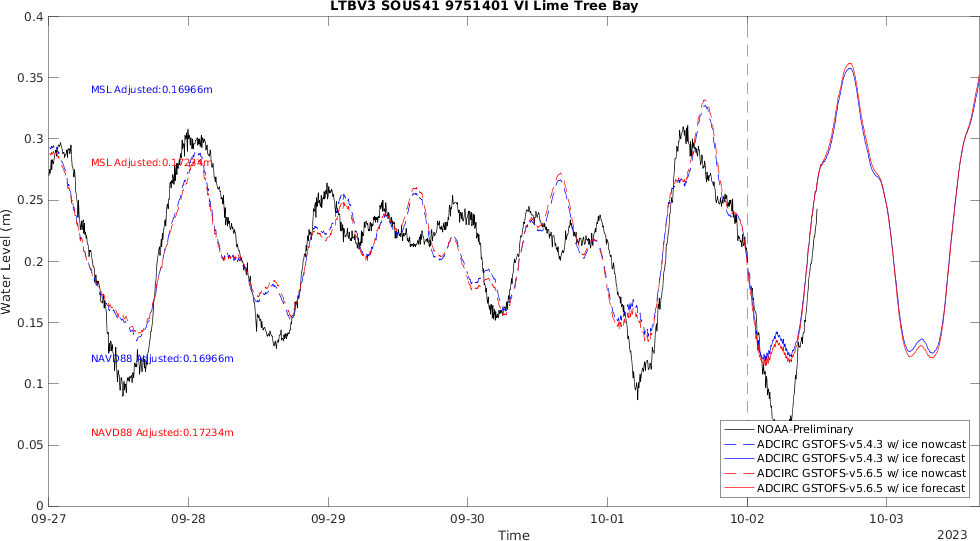 LTBV3 SOUS41 9751401 VI Lime Tree Bay
0.4
0.35
0.3
0.25
0.2
0.15
0.1
0.05
0
Water Level (m)
MSL Adjusted:0.16966m
MSL Adjusted:0.17234m
NAVD88 Adjusted:0.16966m
NAVD88 Adjusted:0.17234m
NOAA-Preliminary
ADCIRC GSTOFS-v5.4.3 w/ ice nowcast
ADCIRC GSTOFS-v5.4.3 w/ ice forecast
ADCIRC GSTOFS-v5.6.5 w/ ice nowcast
ADCIRC GSTOFS-v5.6.5 w/ ice forecast
09-27 09-28 09-29 09-30 10-01 10-02 10-03
Time
2023